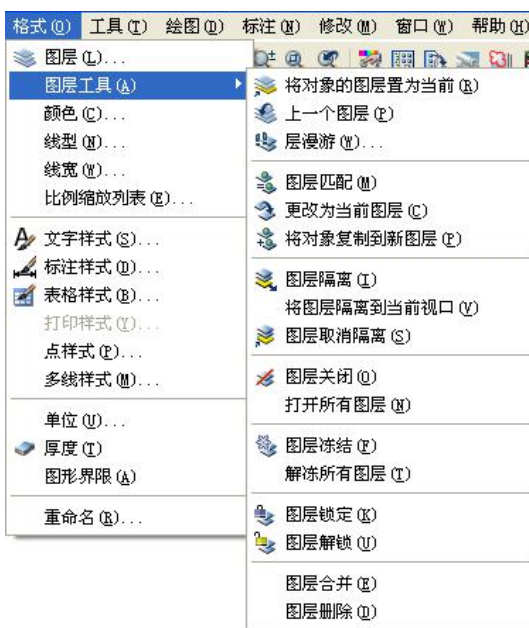 格式(O) 工具(T) 绘图(D) 标注(N) 修改(M) 窗口(W) 帮助(H)
图层(L)...
图层工具(A)
颜色(C)...
线型(N)...
线宽(W)...
比例缩放列表(E)...
文字样式(S)...
标注样式(D)...
表格样式(B)...
打印样式(Y)...
点样式(P)...
多线样式(M)...
单位(U)...
厚度(T)
图形界限(A)
重命名(R)...
将对象的图层置为当前(R)
上一个图层(P)
层漫游(W)...
图层匹配(M)
更改为当前图层(C)
将对象复制到新图层(P)
图层隔离(I)
将图层隔离到当前视口(V)
图层取消隔离(S)
图层关闭(O)
打开所有图层(N)
图层冻结(F)
解冻所有图层(T)
图层锁定(K)
图层解锁(U)
图层合并(E)
图层删除(D)